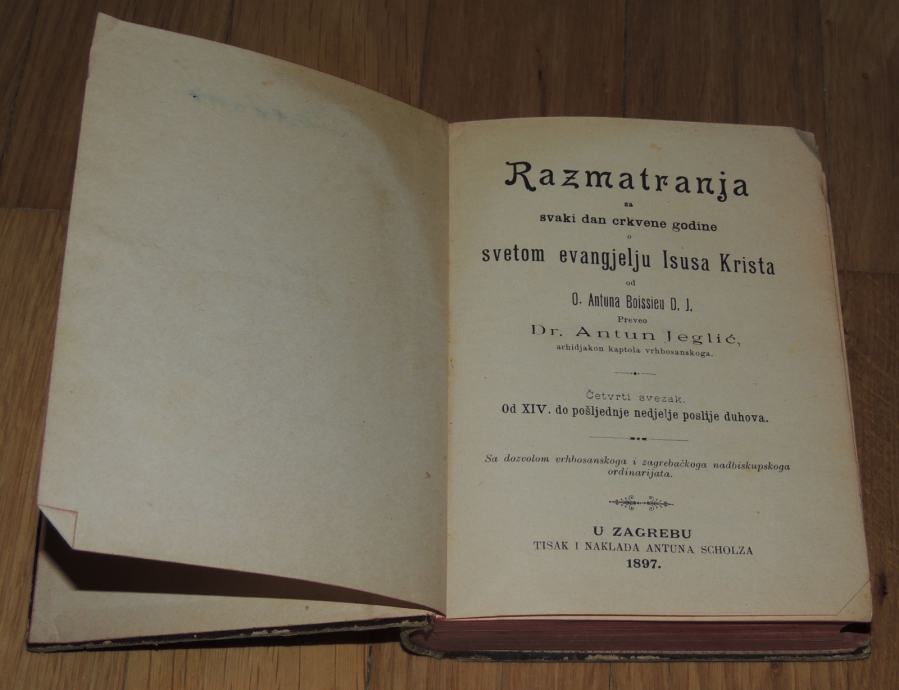 Razmatranja
za
svaki dan crkvene godine
o
svetom evangjelju Isusa Krista
od
O. Antuna Boissieu D. J.
Preveo
Dr. Antun Jeglić,
arhidjakon kaptola vrhbosanskoga.
Četvrti svezak.
Od XIV. do pošljednje nedjelje poslije duhova.
Sa dozvolom vrhbosanskoga i zagrebačkoga nadbiskupskoga
ordinarijata.
U ZAGREBU
TISAK I NAKLADA ANTUNA SCHOLZA
1897.